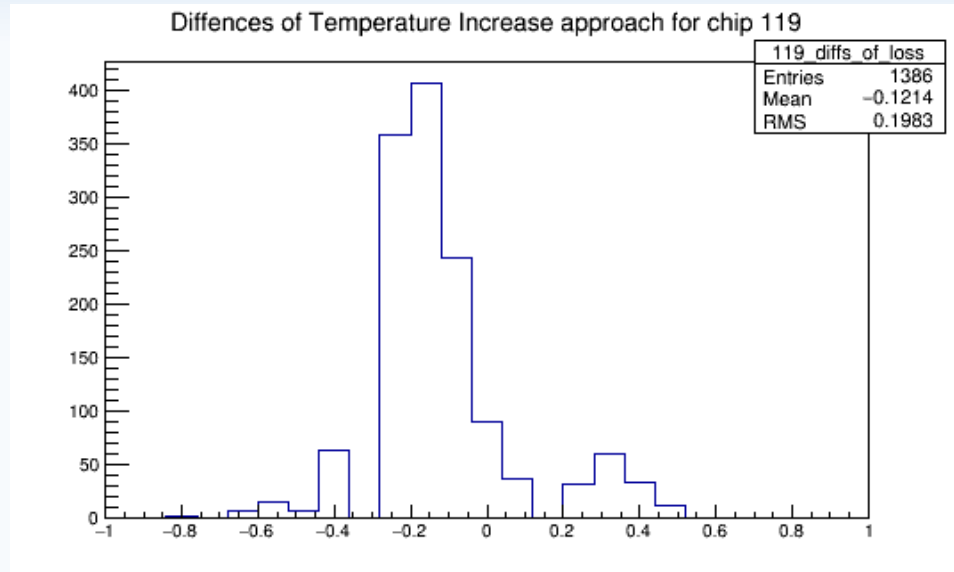 Diffences of Temperature Increase approach for chip 119
119_diffs_of_loss
Entries 1386
Mean −0.1214
RMS 0.1983
400
350
300
250
200
150
100
50
0
−1 −0.8 −0.6 −0.4 −0.2 0 0.2 0.4 0.6 0.8 1